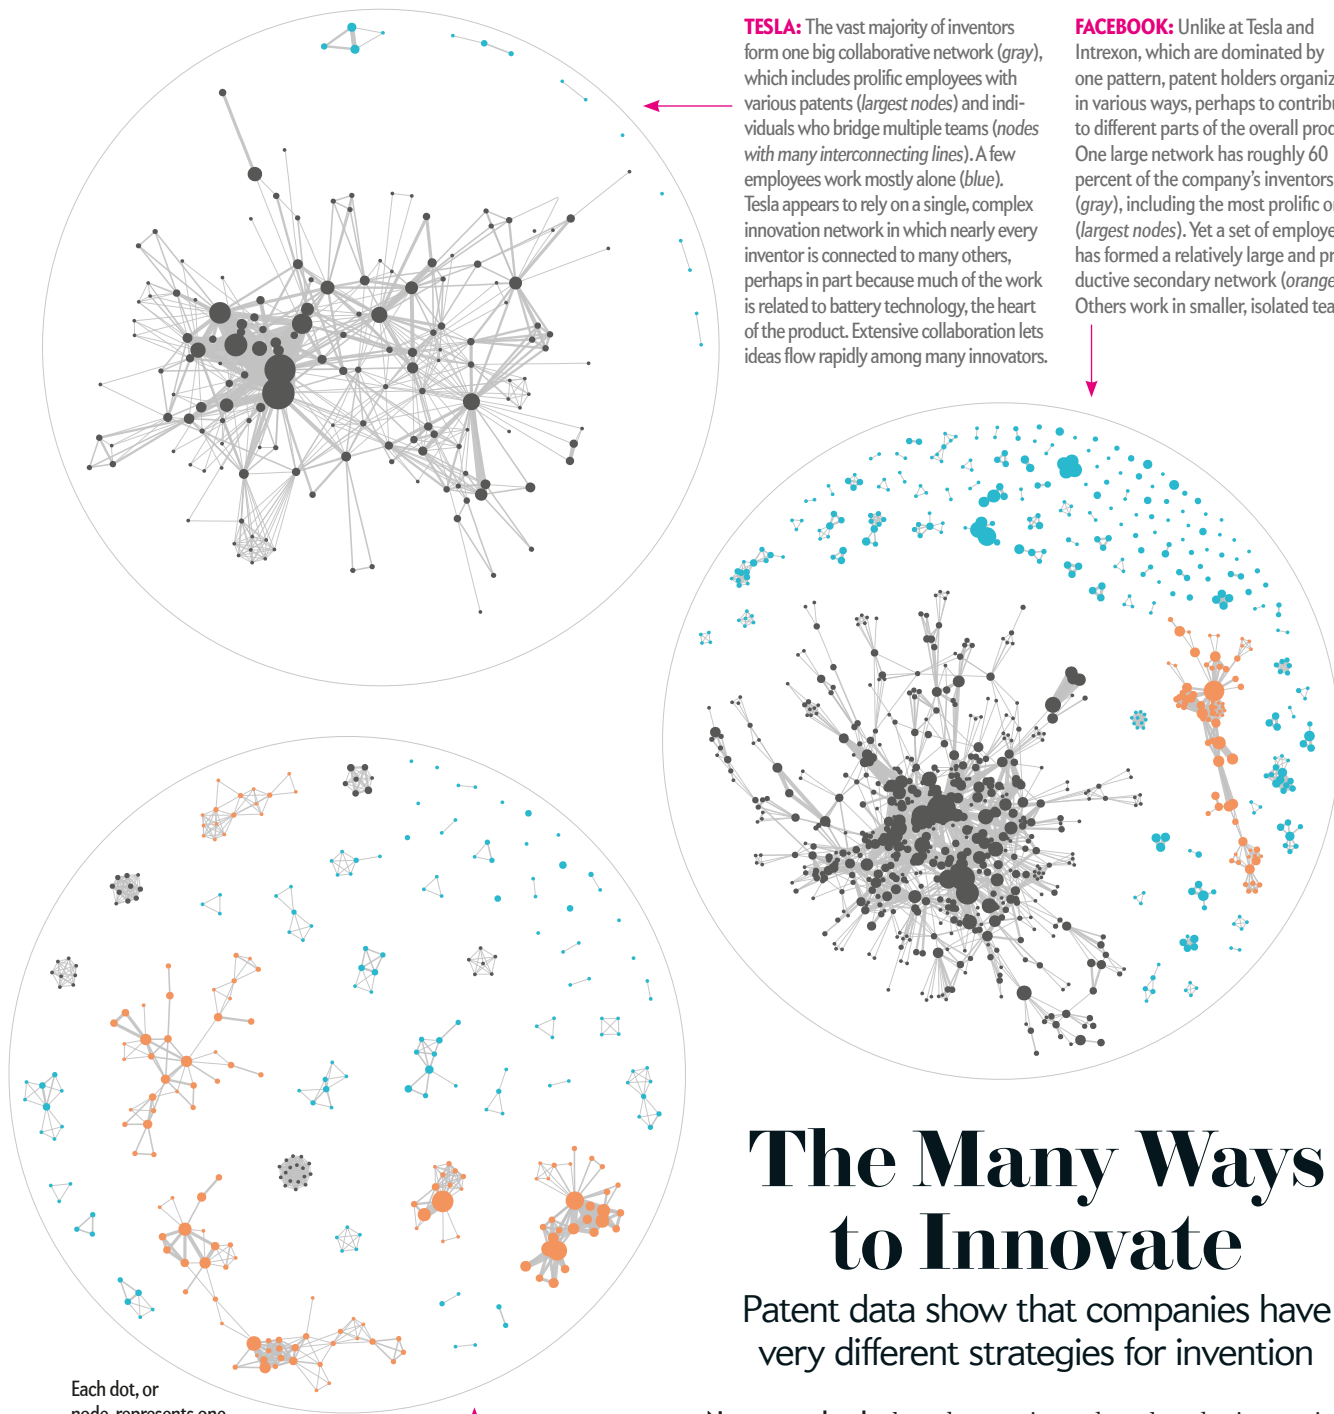 TESLA: The vast majority of inventors
form one big collaborative network (gray),
which includes prolific employees with
various patents (largest nodes) and indi-
viduals who bridge multiple teams (nodes
with many interconnecting lines). A few
employees work mostly alone (blue).
Tesla appears to rely on a single, complex
innovation network in which nearly every
inventor is connected to many others,
perhaps in part because much of the work
is related to battery technology, the heart
of the product. Extensive collaboration lets
ideas flow rapidly among many innovators.
FACEBOOK: Unlike at Tesla and
Intrexon, which are dominated by
one pattern, patent holders organiz
in various ways, perhaps to contribu
to different parts of the overall prod
One large network has roughly 60
percent of the company's inventors
(gray), including the most prolific o
(largest nodes). Yet a set of employe
has formed a relatively large and pr
ductive secondary network (orange
Others work in smaller, isolated tea
The Many Ways
to Innovate
Patent data show that companies have
very different strategies for invention
Each dot, or
node, represents one